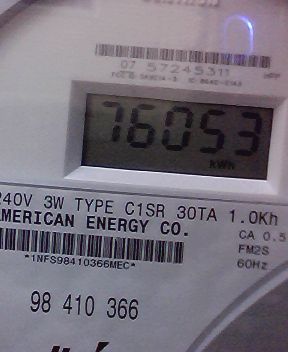 07 57245311
76053
kWh
240V 3W TYPE C1SR 30TA 1.0Kh
AMERICAN ENERGY CO.
CA 0.5
FM2S
60Hz
*1NFS98410366MEC*
98 410 366